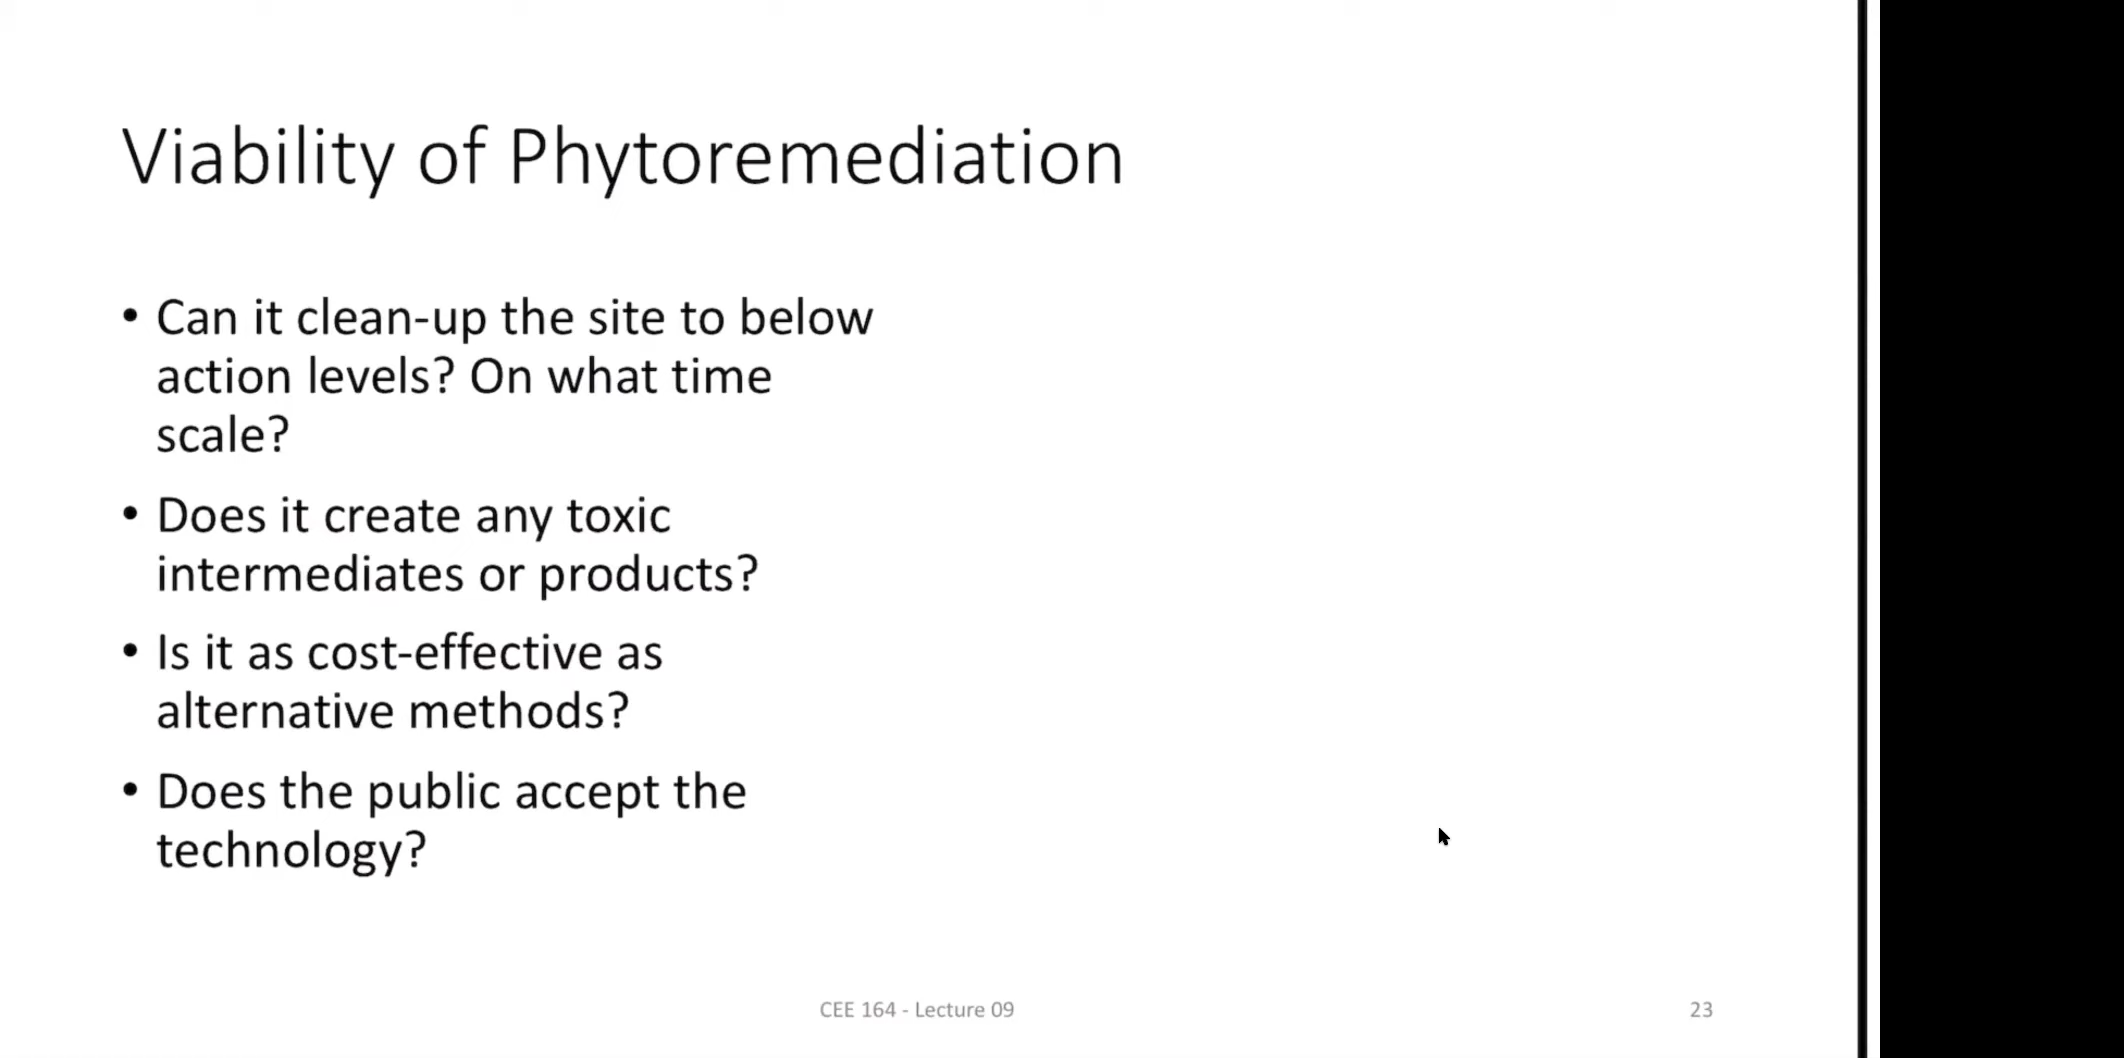 Viability of Phytoremediation
• Can it clean-up the site to below
action levels? On what time
scale?
• Does it create any toxic
intermediates or products?
• Is it as cost-effective as
alternative methods?
• Does the public accept the
technology?
CEE 164 - Lecture 09
23